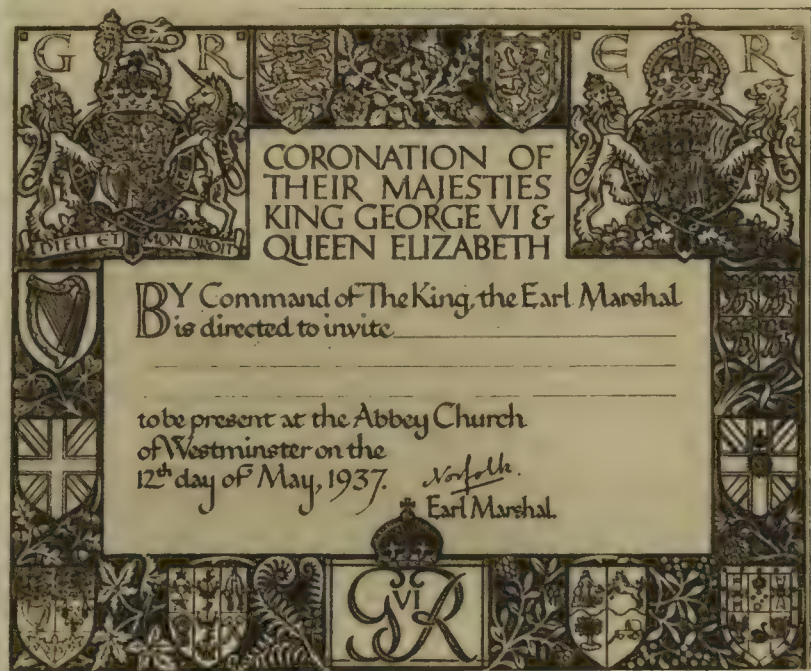 G R
E R
DIEU ET MON DROIT
CORONATION OF
THEIR MAJESTIES
KING GEORGE VI &
QUEEN ELIZABETH
BY Command of The King, the Earl Marshal
is directed to invite
to be present at the Abbey Church
of Westminster on the
12th day of May, 1937.
Norfolk.
Earl Marshal.
G VI R